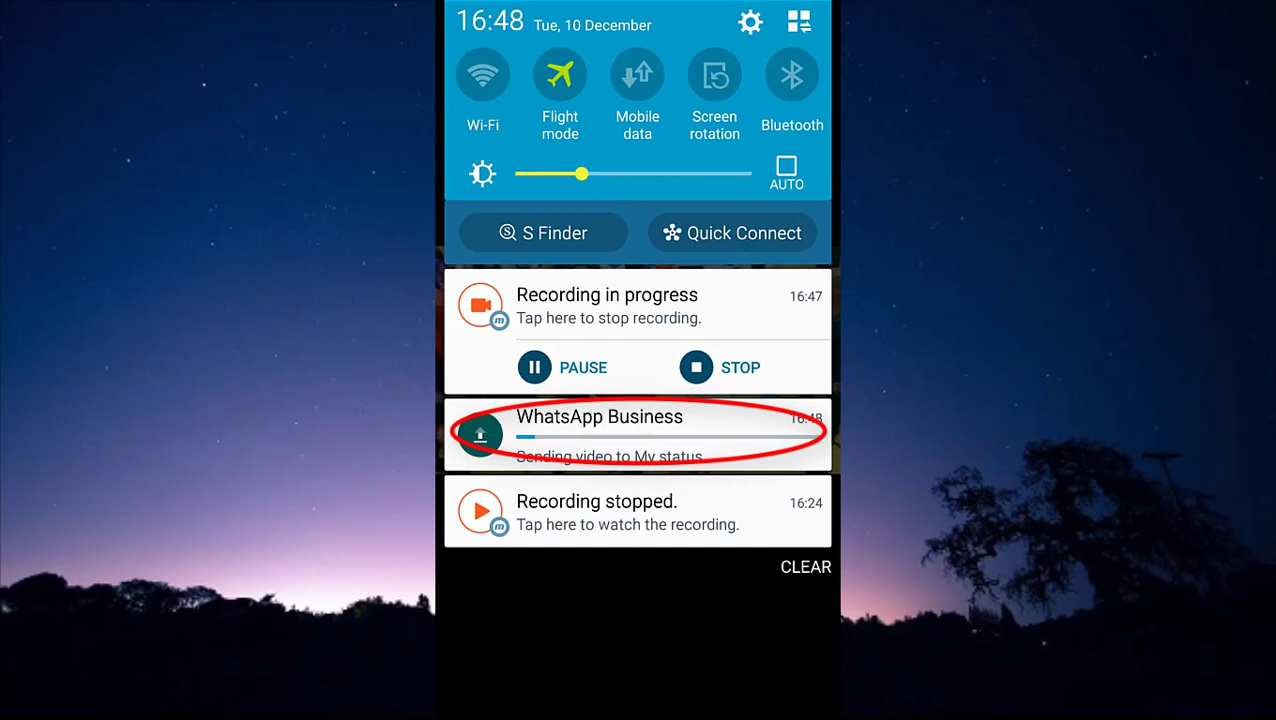 16:48 Tue, 10 December
Wi-Fi
Flight mode
Mobile data
Screen rotation
Bluetooth
AUTO
S Finder
Quick Connect
Recording in progress 16:47
Tap here to stop recording.
PAUSE STOP
WhatsApp Business 16:48
Sending video to My status
Recording stopped. 16:24
Tap here to watch the recording.
CLEAR